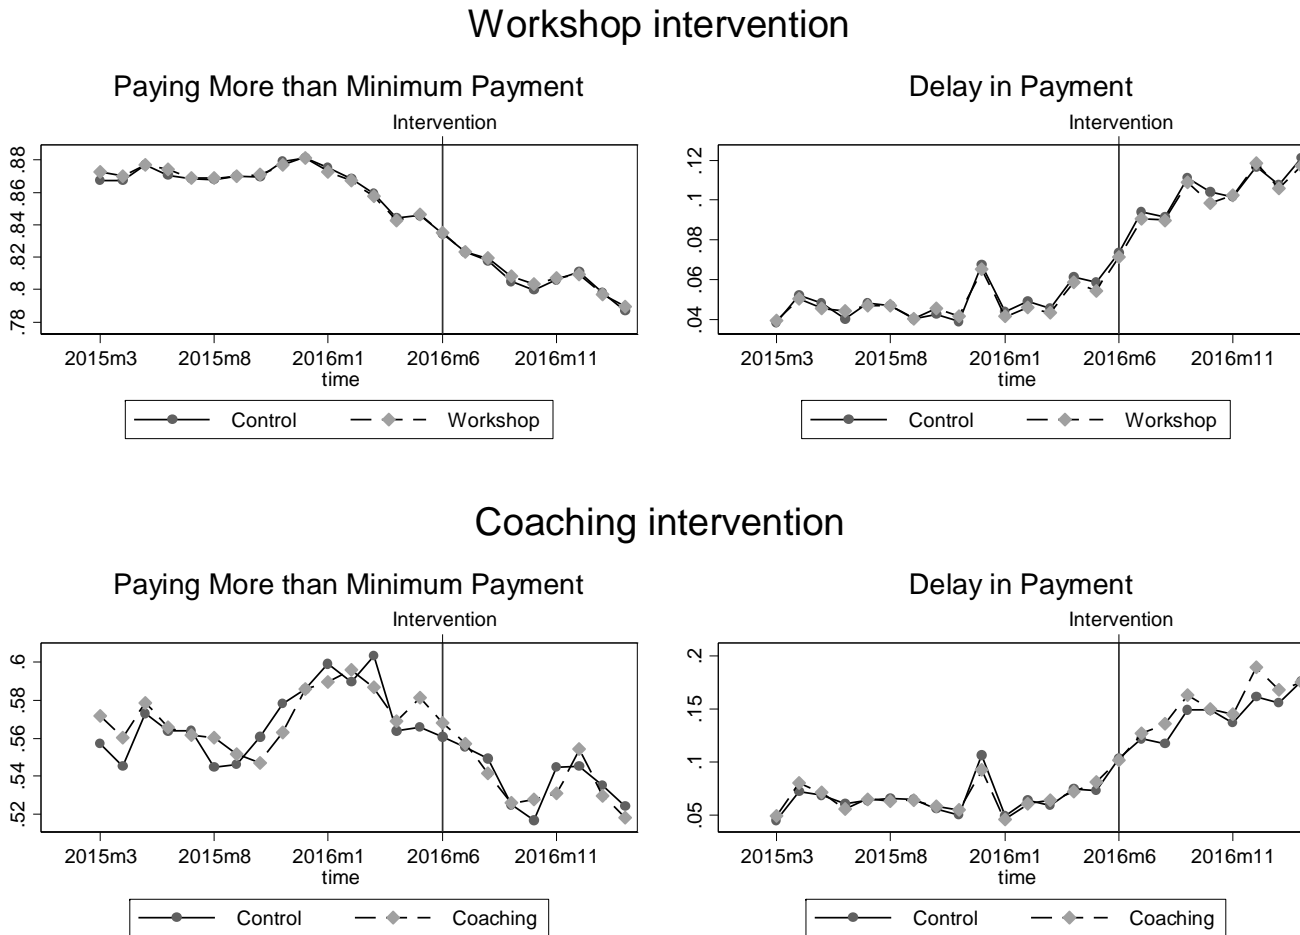 Workshop intervention
Paying More than Minimum Payment
Intervention
.88
.86
.84
.82
.8
.78
2015m3 2015m8 2016m1 2016m6 2016m11
time
Control Workshop
Delay in Payment
Intervention
.12
.1
.08
.06
.04
2015m3 2015m8 2016m1 2016m6 2016m11
time
Control Workshop
Coaching intervention
Paying More than Minimum Payment
Intervention
.6
.58
.56
.54
.52
2015m3 2015m8 2016m1 2016m6 2016m11
time
Control Coaching
Delay in Payment
Intervention
.2
.15
.1
.05
2015m3 2015m8 2016m1 2016m6 2016m11
time
Control Coaching